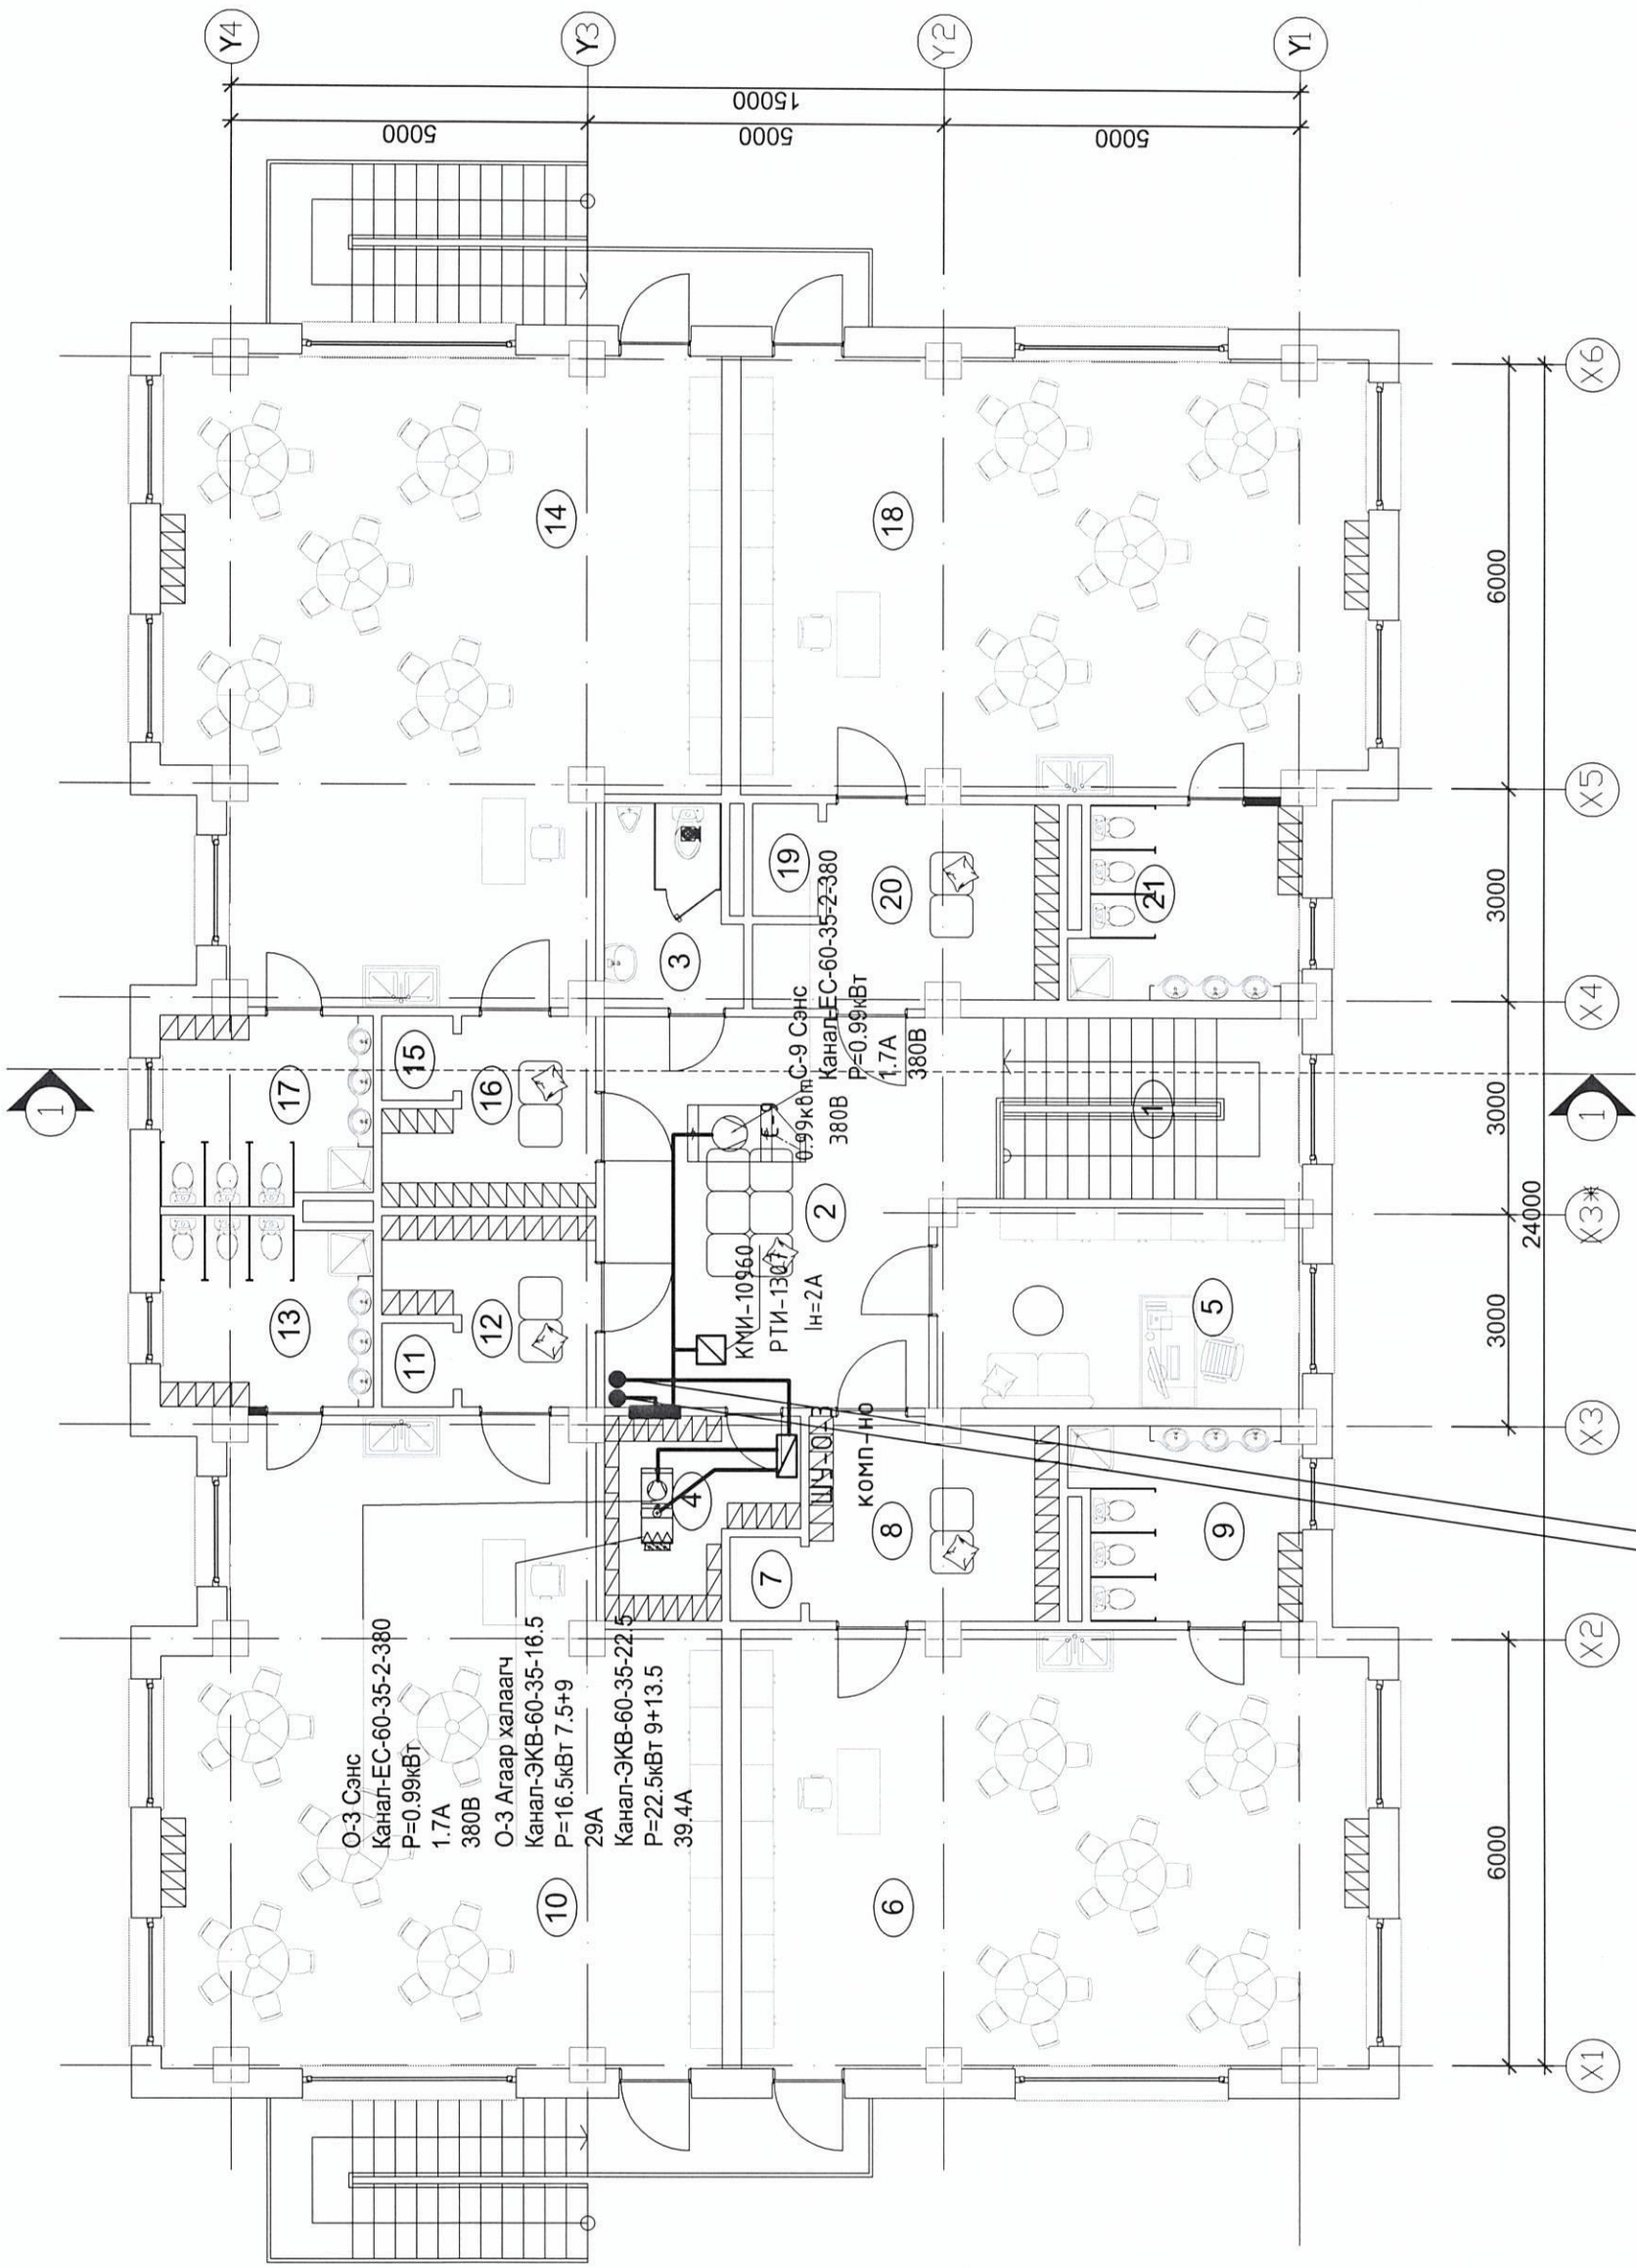 Y4
Y3
Y2
Y1
15000
5000
5000
5000
X6
X5
X4
X3*
X3
X2
X1
6000
3000
3000
3000
6000
24000
1
1
14
18
19
20
21
3
15
16
17
1
2
5
13
12
11
4
7
8
9
10
6
С-9 Сэнс
Канал-ЕС-60-35-2-380
P=0.99кВт
1.7А
380В
0.99квт
380В
КМИ-10960
РТИ-1307
Iн=2А
ШУ-О-3
комп-но
О-3 Сэнс
Канал-ЕС-60-35-2-380
P=0.99кВт
1.7А
380В
О-3 Агаар халаагч
Канал-ЭКВ-60-35-16.5
P=16.5кВт 7.5+9
29А
Канал-ЭКВ-60-35-22.5
P=22.5кВт 9+13.5
39.4А